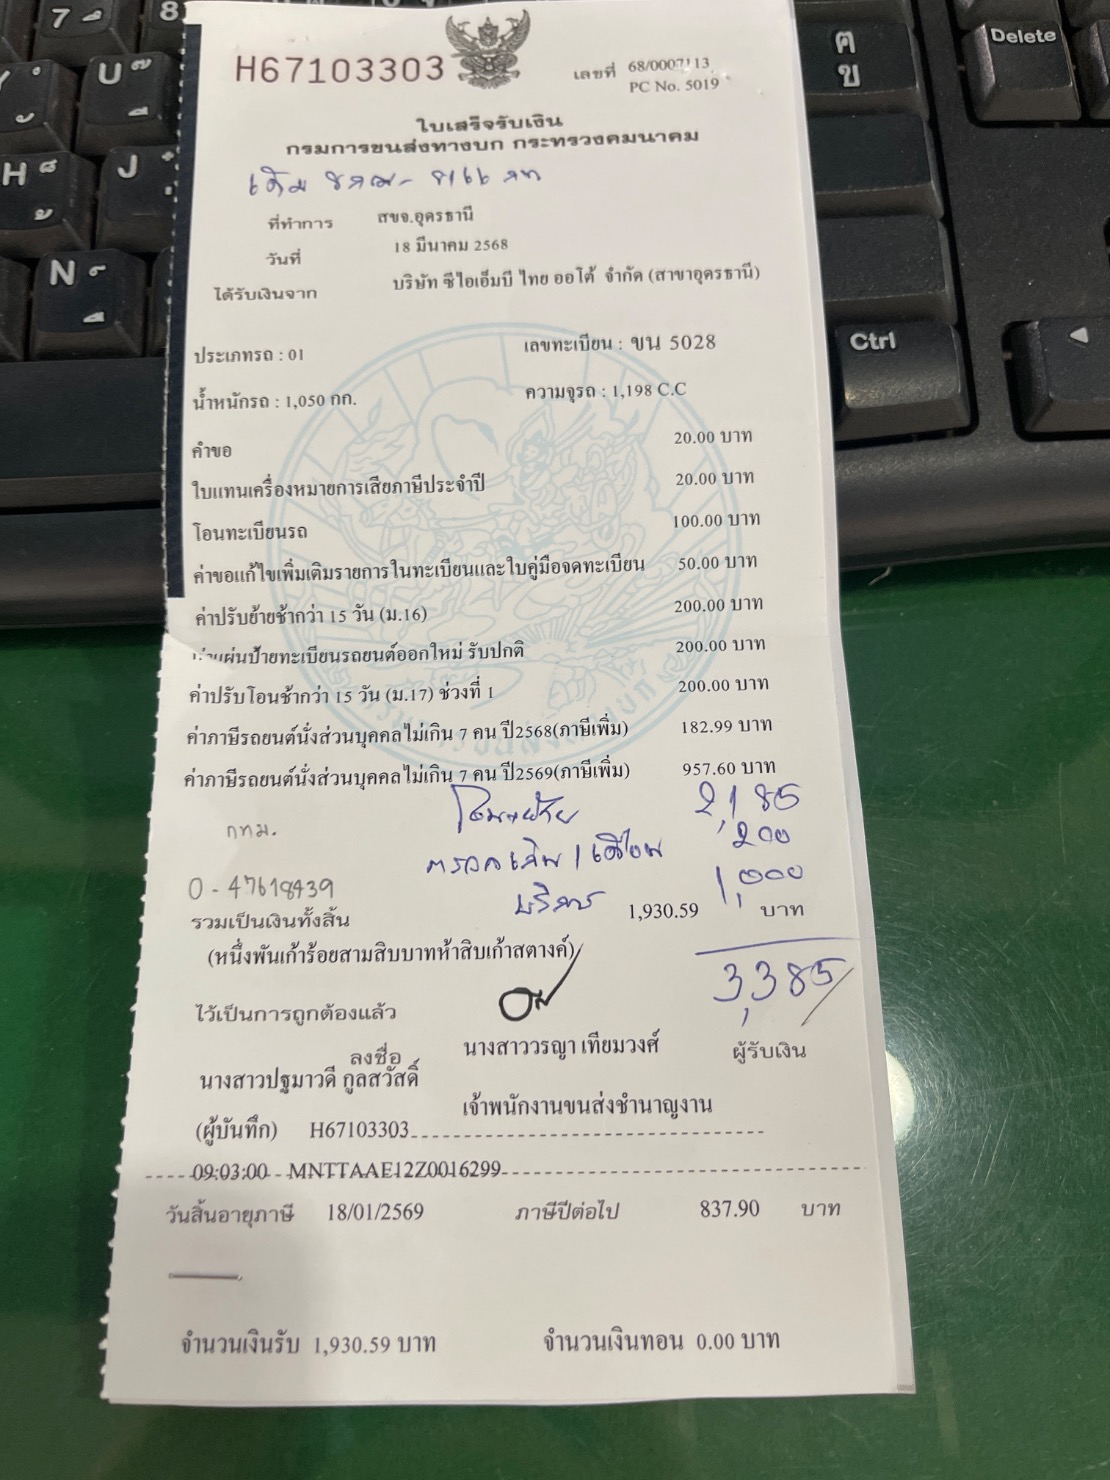 H67103303
เลขที่ 68/0007113
PC No. 5019
ใบเสร็จรับเงิน
กรมการขนส่งทางบก กระทรวงคมนาคม
เดิม
ที่ทำการ สขจ.อุดรธานี
วันที่ 18 มีนาคม 2568
ได้รับเงินจาก บริษัท ซีไอเอ็มบี ไทย ออโต้ จำกัด (สาขาอุดรธานี)
ประเภทรถ : 01 เลขทะเบียน : ขน 5028
น้ำหนักรถ : 1,050 กก. ความจุรถ : 1,198 C.C
คำขอ 20.00 บาท
ใบแทนเครื่องหมายการเสียภาษีประจำปี 20.00 บาท
โอนทะเบียนรถ 100.00 บาท
ค่าขอแก้ไขเพิ่มเติมรายการในทะเบียนและใบคู่มือจดทะเบียน 50.00 บาท
ค่าปรับย้ายช้ากว่า 15 วัน (ม.16) 200.00 บาท
ค่าแผ่นป้ายทะเบียนรถยนต์ออกใหม่ รับปกติ 200.00 บาท
ค่าปรับโอนช้ากว่า 15 วัน (ม.17) ช่วงที่ 1 200.00 บาท
ค่าภาษีรถยนต์นั่งส่วนบุคคลไม่เกิน 7 คน ปี2568(ภาษีเพิ่ม) 182.99 บาท
ค่าภาษีรถยนต์นั่งส่วนบุคคลไม่เกิน 7 คน ปี2569(ภาษีเพิ่ม) 957.60 บาท
โอน+ย้าย 2,185
กทม.
200
0-47618439
บริการ 1,000
รวมเป็นเงินทั้งสิ้น 1,930.59 บาท
(หนึ่งพันเก้าร้อยสามสิบบาทห้าสิบเก้าสตางค์)
3,385
ไว้เป็นการถูกต้องแล้ว
ลงชื่อ นางสาววรญา เทียมวงศ์ ผู้รับเงิน
นางสาวปฐมาวดี กูลสวัสดิ์
เจ้าพนักงานขนส่งชำนาญงาน
(ผู้บันทึก) H67103303
09:03:00 MNTTAAE12Z0016299
วันสิ้นอายุภาษี 18/01/2569 ภาษีปีต่อไป 837.90 บาท
จำนวนเงินรับ 1,930.59 บาท จำนวนเงินทอน 0.00 บาท
7
8
U
H
J
N
ฅ
ข
Delete
Ctrl